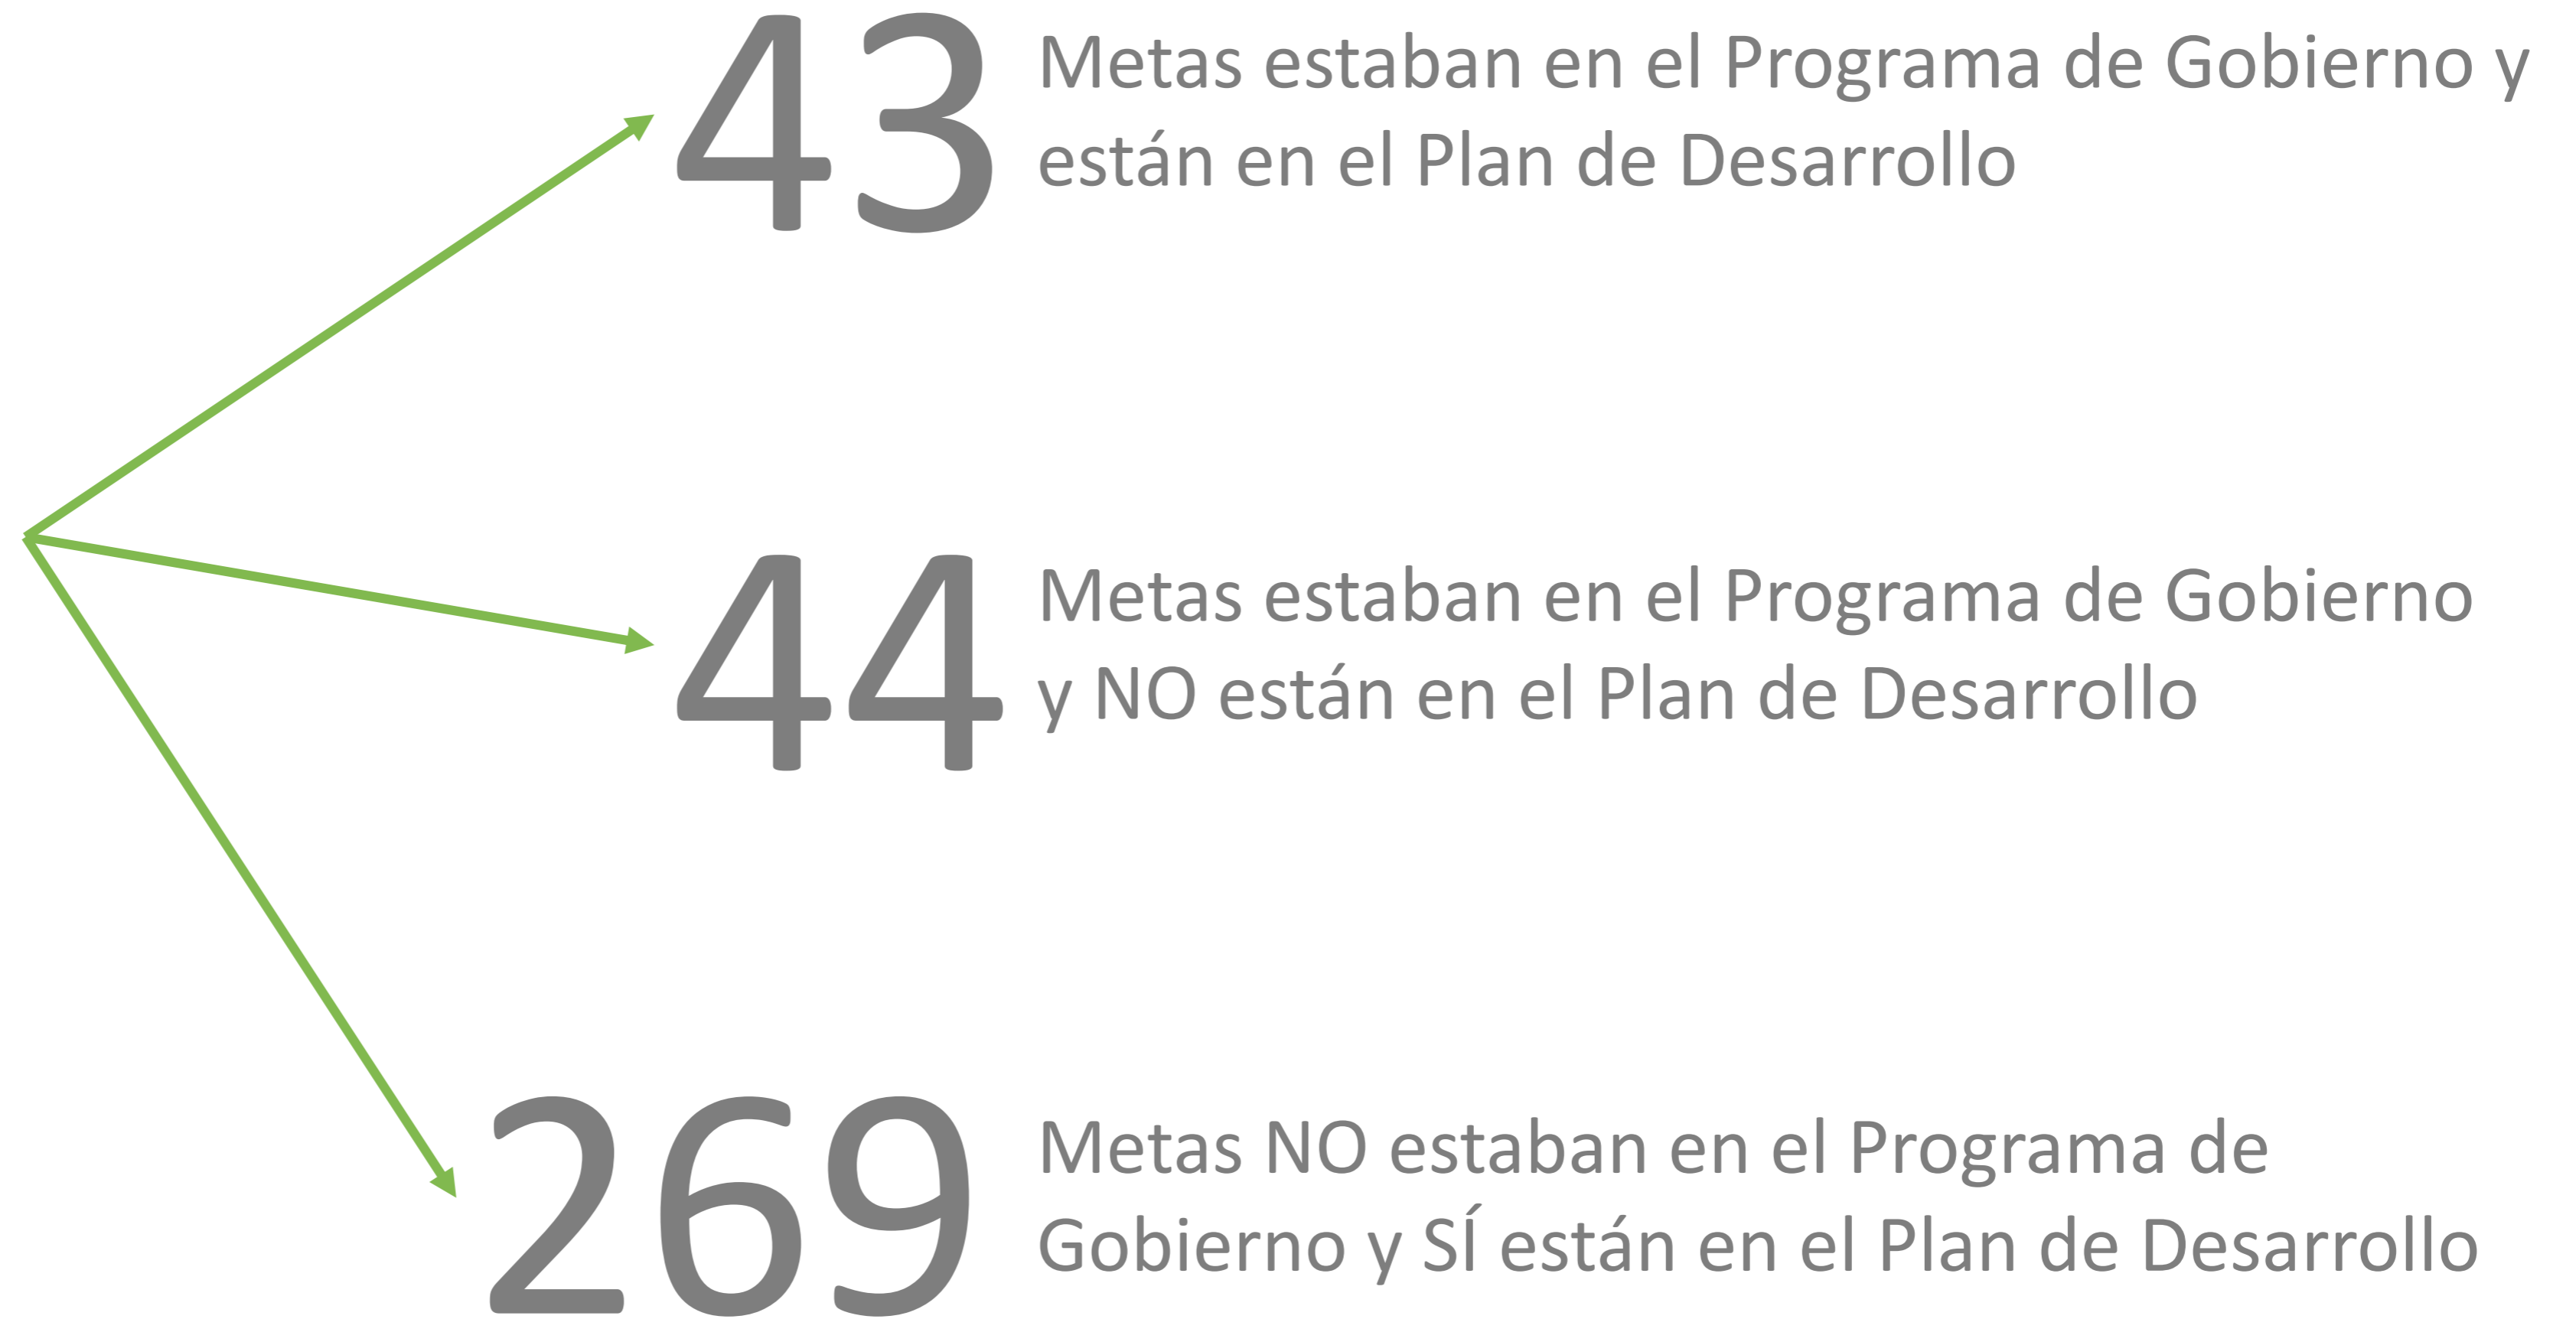 43
Metas estaban en el Programa de Gobierno y
están en el Plan de Desarrollo
44
Metas estaban en el Programa de Gobierno
y NO están en el Plan de Desarrollo
269
Metas NO estaban en el Programa de
Gobierno y SÍ están en el Plan de Desarrollo